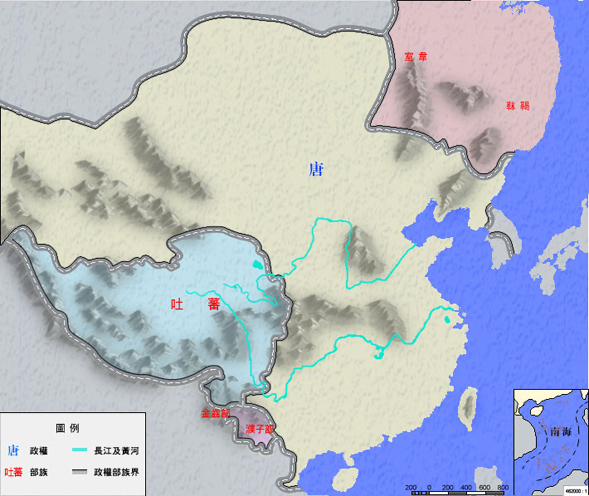 室韋
靺鞨
唐
吐蕃
金齒部
濮子部
圖例
唐 政權
長江及黃河
吐蕃 部族
政權部族界
南海
200 0 200 400 600 800